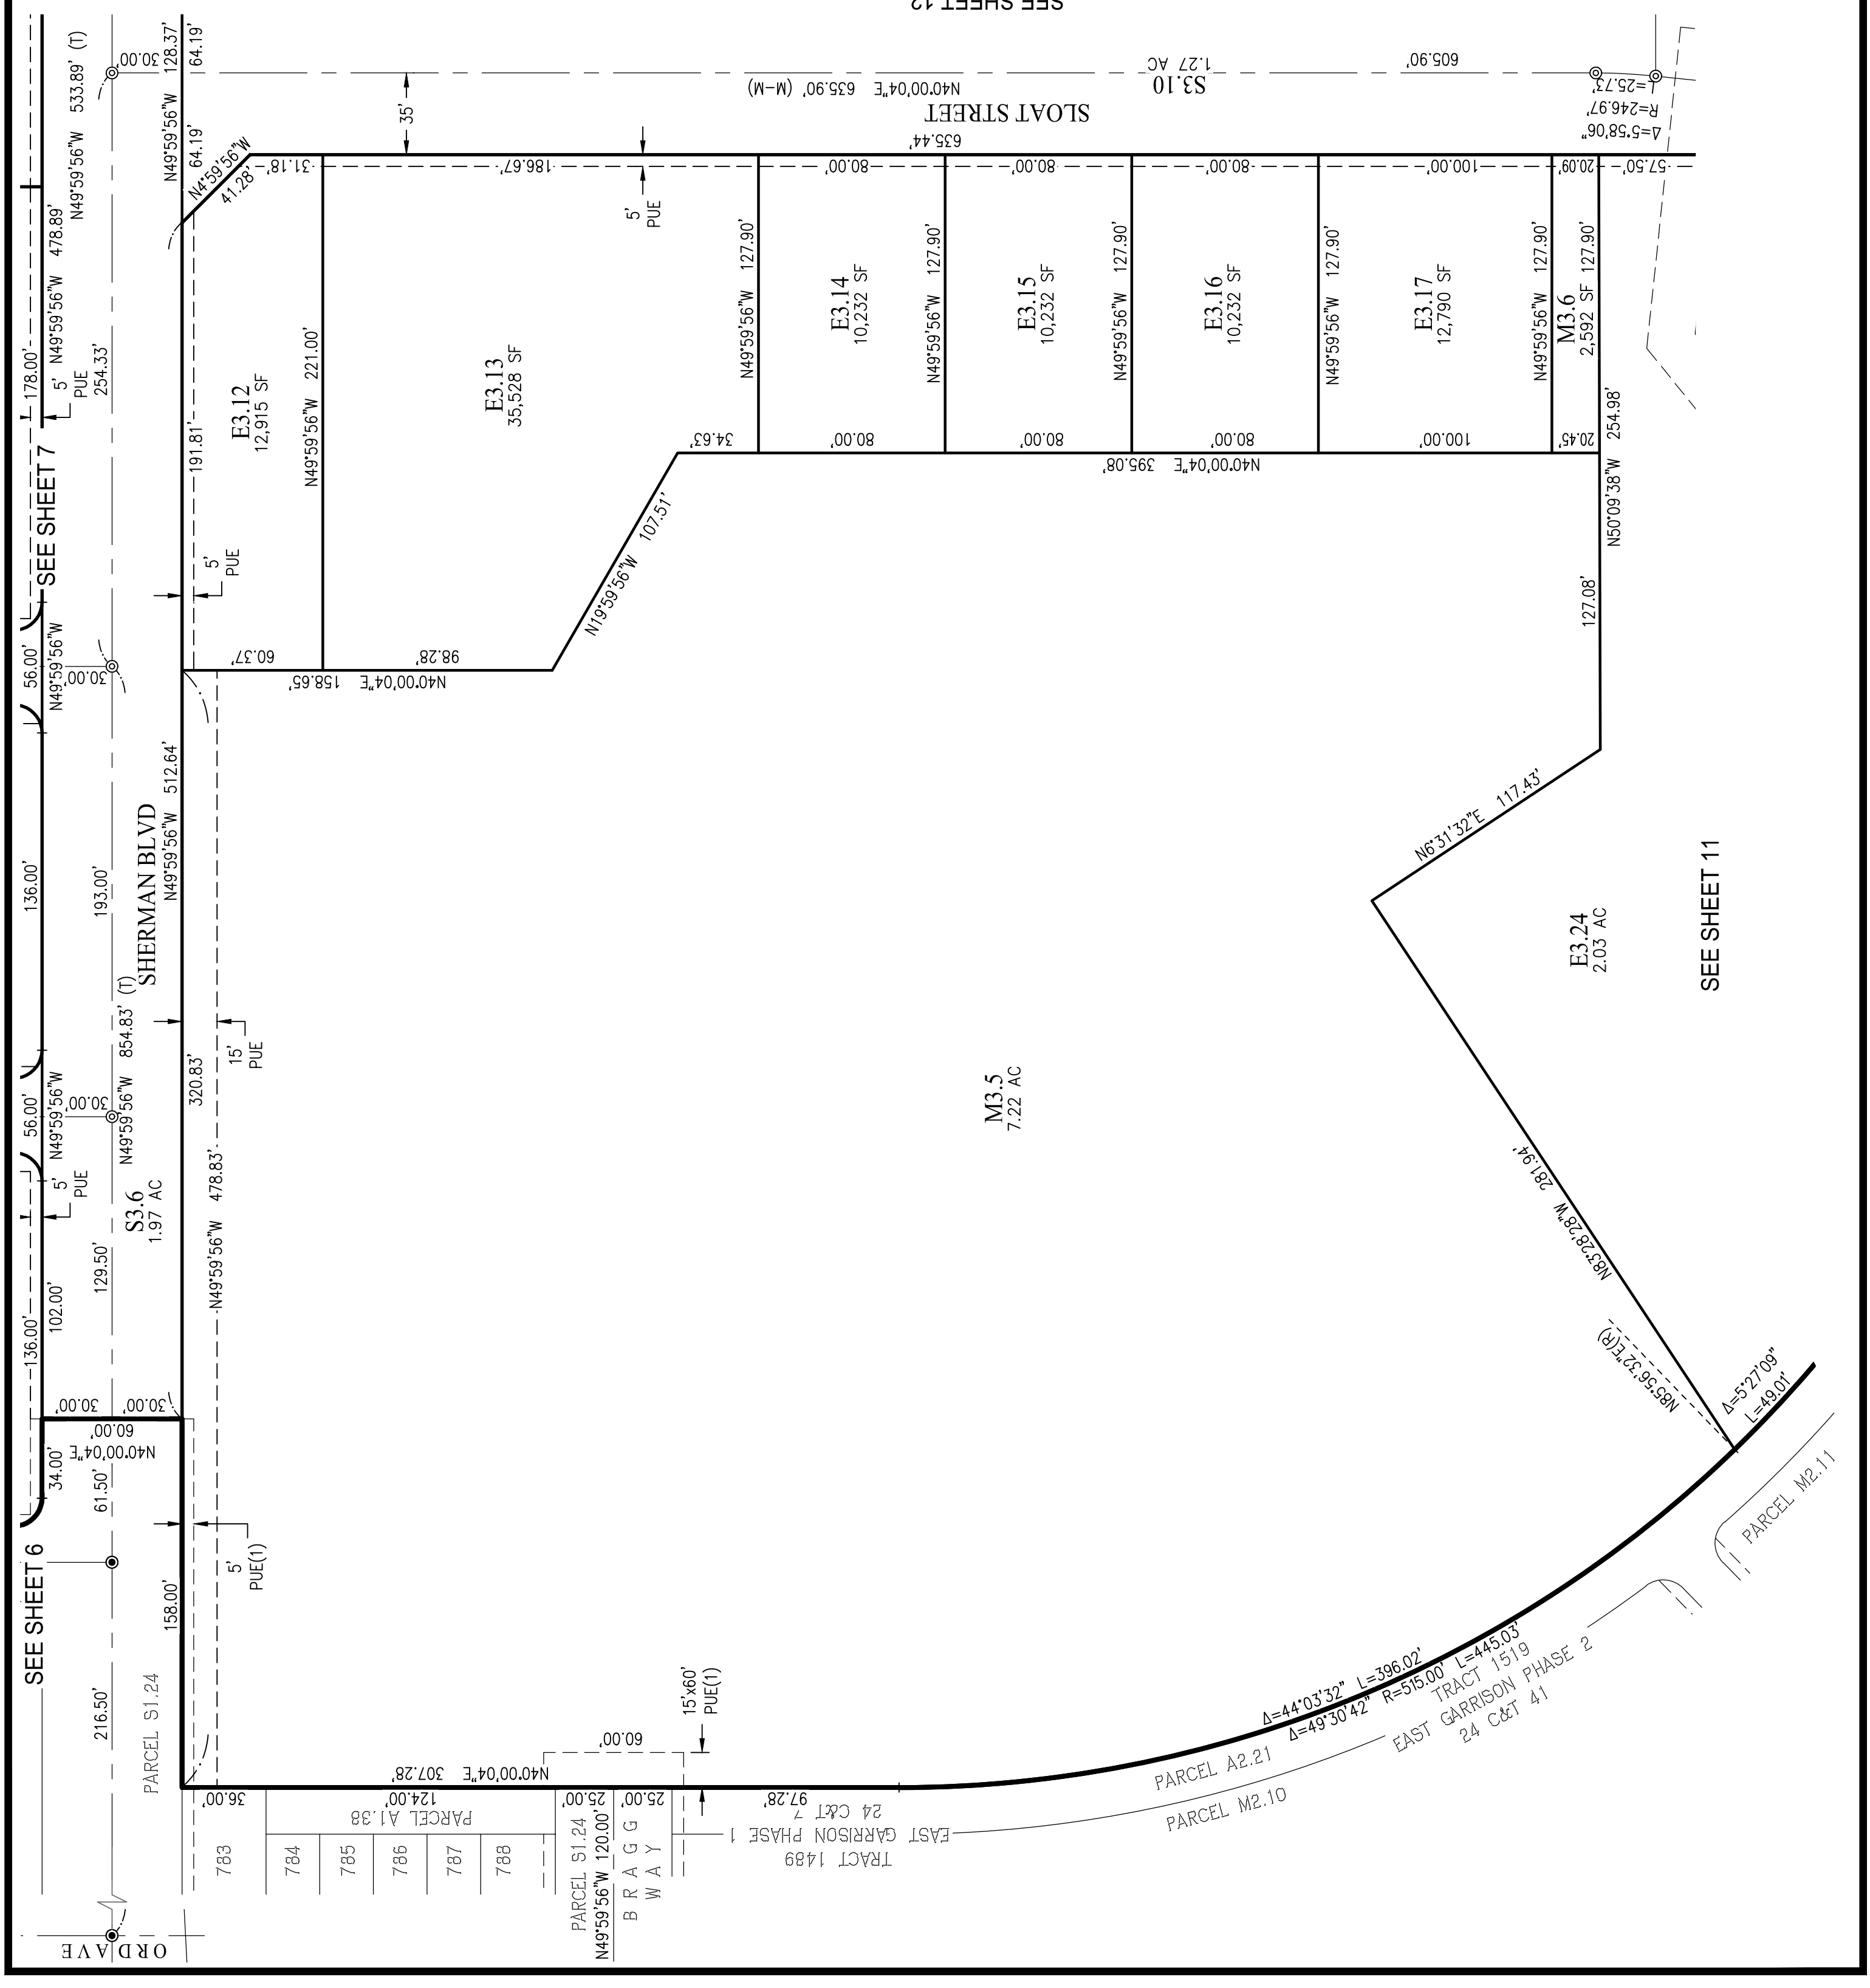 SEE SHEET 12
SEE SHEET 7
SEE SHEET 6
SEE SHEET 11
178.00'
5'
PUE
N49°59'56"W 478.89'
N49°59'56"W 533.89' (T)
254.33'
30.00'
N49°59'56"W 128.37'
64.19'
64.19'
N4°59'56"W
41.28'
35'
N40°00'04"E 635.90' (M-M)
S3.10
1.27 AC
605.90'
SLOAT STREET
635.44'
Δ=5°58'06"
R=246.97'
L=25.73'
31.18'
186.67'
5'
PUE
80.00'
80.00'
80.00'
100.00'
20.09'
57.50'
191.81'
E3.12
12,915 SF
N49°59'56"W 221.00'
E3.13
35,528 SF
N49°59'56"W 127.90'
E3.14
10,232 SF
N49°59'56"W 127.90'
E3.15
10,232 SF
N49°59'56"W 127.90'
E3.16
10,232 SF
N49°59'56"W 127.90'
E3.17
12,790 SF
N49°59'56"W 127.90'
M3.6
2,592 SF 127.90'
34.63'
80.00'
80.00'
80.00'
100.00'
20.45'
N40°00'04"E 395.08'
N50°09'38"W 254.98'
127.08'
5'
PUE
60.37'
98.28'
N40°00'04"E 158.65'
N19°59'56"W 107.51'
56.00'
N49°59'56"W
30.00'
136.00'
193.00'
SHERMAN BLVD
N49°59'56"W 512.64'
N49°59'56"W 854.83' (T)
320.83'
15'
PUE
56.00'
N49°59'56"W
30.00'
5'
PUE
S3.6
1.97 AC
N49°59'56"W 478.83'
129.50'
102.00'
136.00'
M3.5
7.22 AC
N6°31'32"E 117.43'
E3.24
2.03 AC
N83°28'28"W 281.94'
N85°56'32"E(R)
Δ=5°27'09"
L=49.01'
30.00'
30.00'
60.00'
N40°00'04"E
34.00'
61.50'
5'
PUE(1)
158.00'
216.50'
PARCEL S1.24
15'x60'
PUE(1)
60.00'
N40°00'04"E 307.28'
36.00'
124.00'
25.00'
25.00'
97.28'
PARCEL A1.38
783
784
785
786
787
788
PARCEL S1.24
N49°59'56"W 120.00'
BRAGG
WAY
TRACT 1489
EAST GARRISON PHASE 1
24 C&T 7
Δ=44°03'32" L=396.02'
Δ=49°30'42" R=515.00' L=445.03'
TRACT 1519
EAST GARRISON PHASE 2
24 C&T 41
PARCEL A2.21
PARCEL M2.10
PARCEL M2.11
ORD AVE